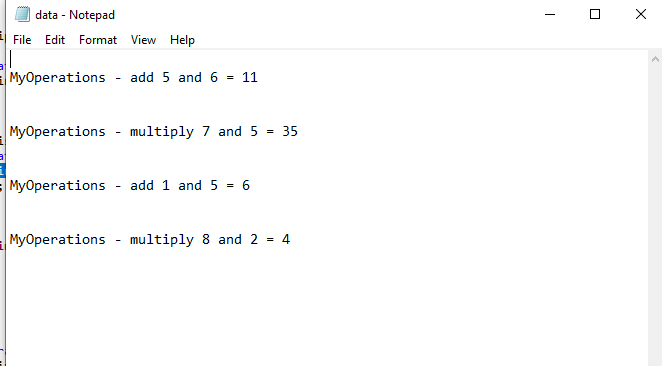 data - Notepad
File Edit Format View Help
MyOperations - add 5 and 6 = 11
MyOperations - multiply 7 and 5 = 35
MyOperations - add 1 and 5 = 6
MyOperations - multiply 8 and 2 = 4